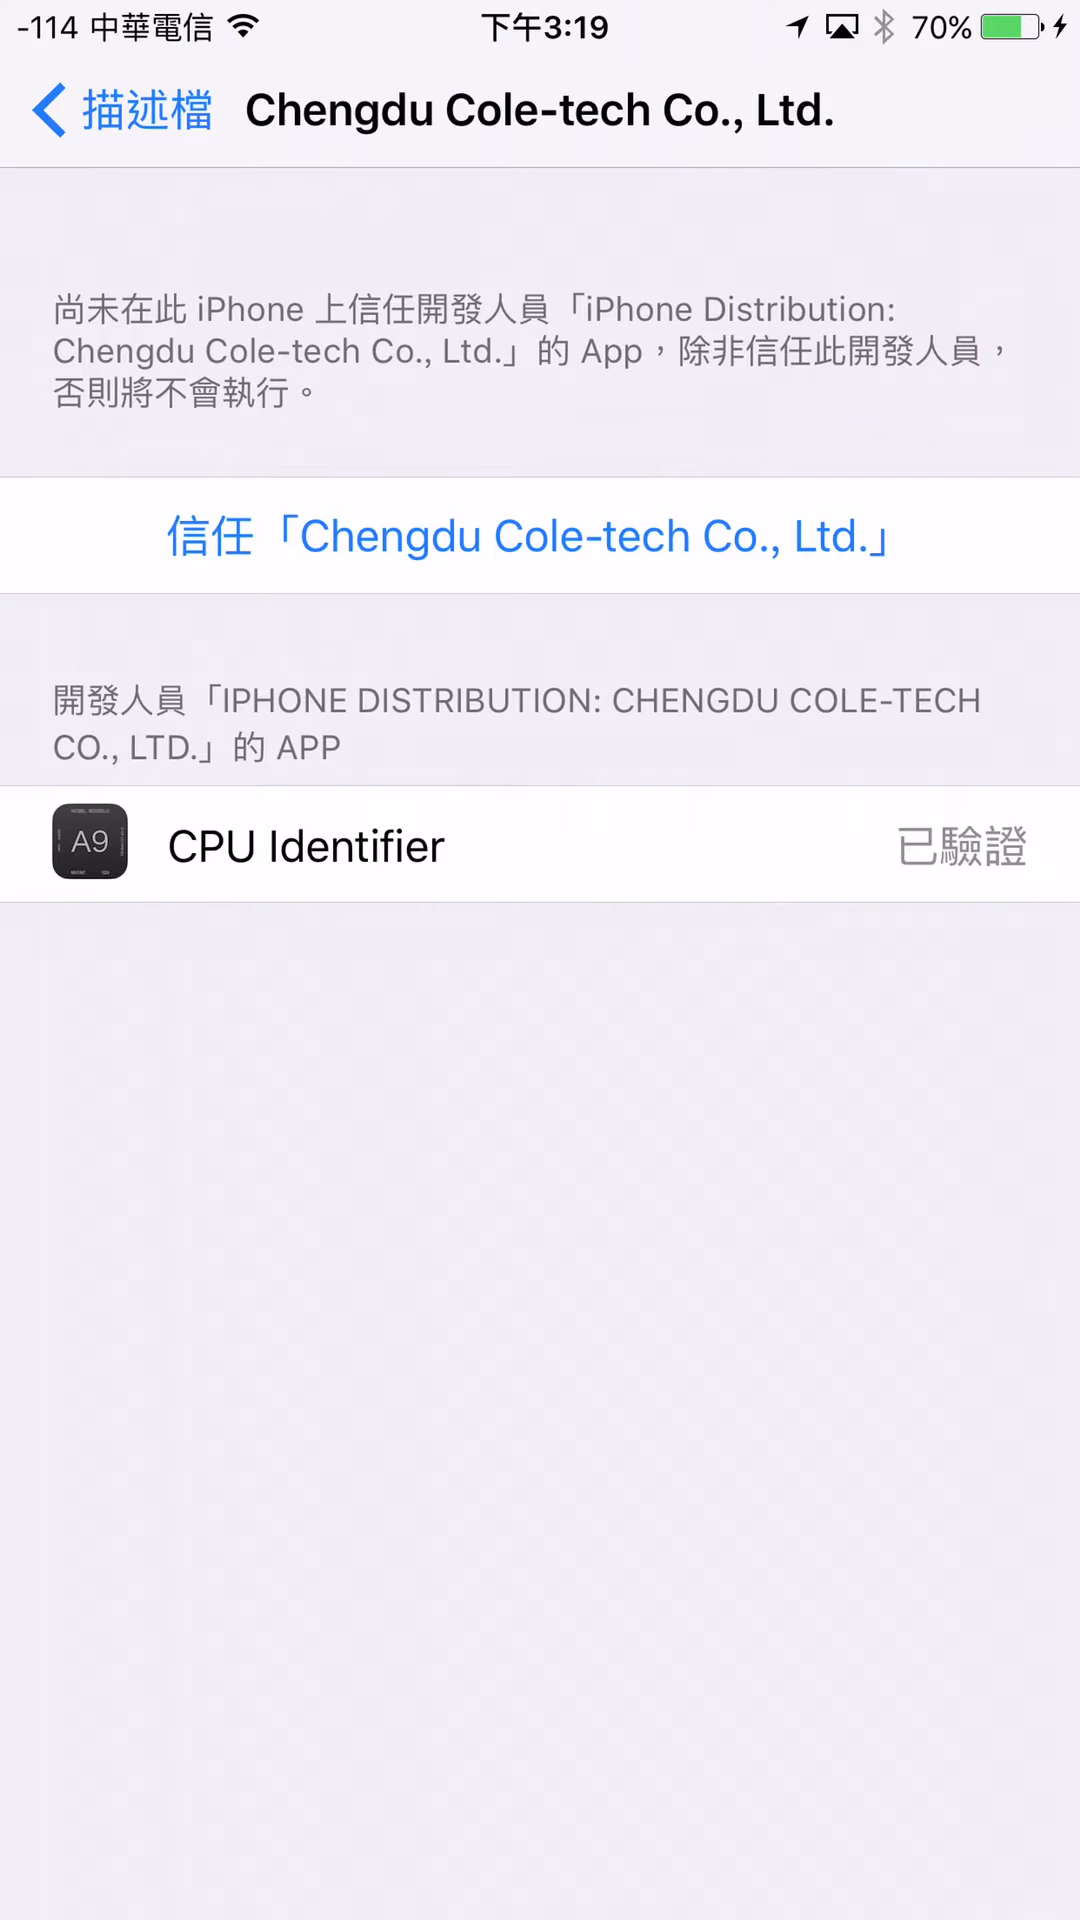 -114 中華電信 下午3:19 70%
描述檔 Chengdu Cole-tech Co., Ltd.
尚未在此 iPhone 上信任開發人員「iPhone Distribution:
Chengdu Cole-tech Co., Ltd.」的 App，除非信任此開發人員，
否則將不會執行。
信任「Chengdu Cole-tech Co., Ltd.」
開發人員「IPHONE DISTRIBUTION: CHENGDU COLE-TECH
CO., LTD.」的 APP
A9 CPU Identifier 已驗證